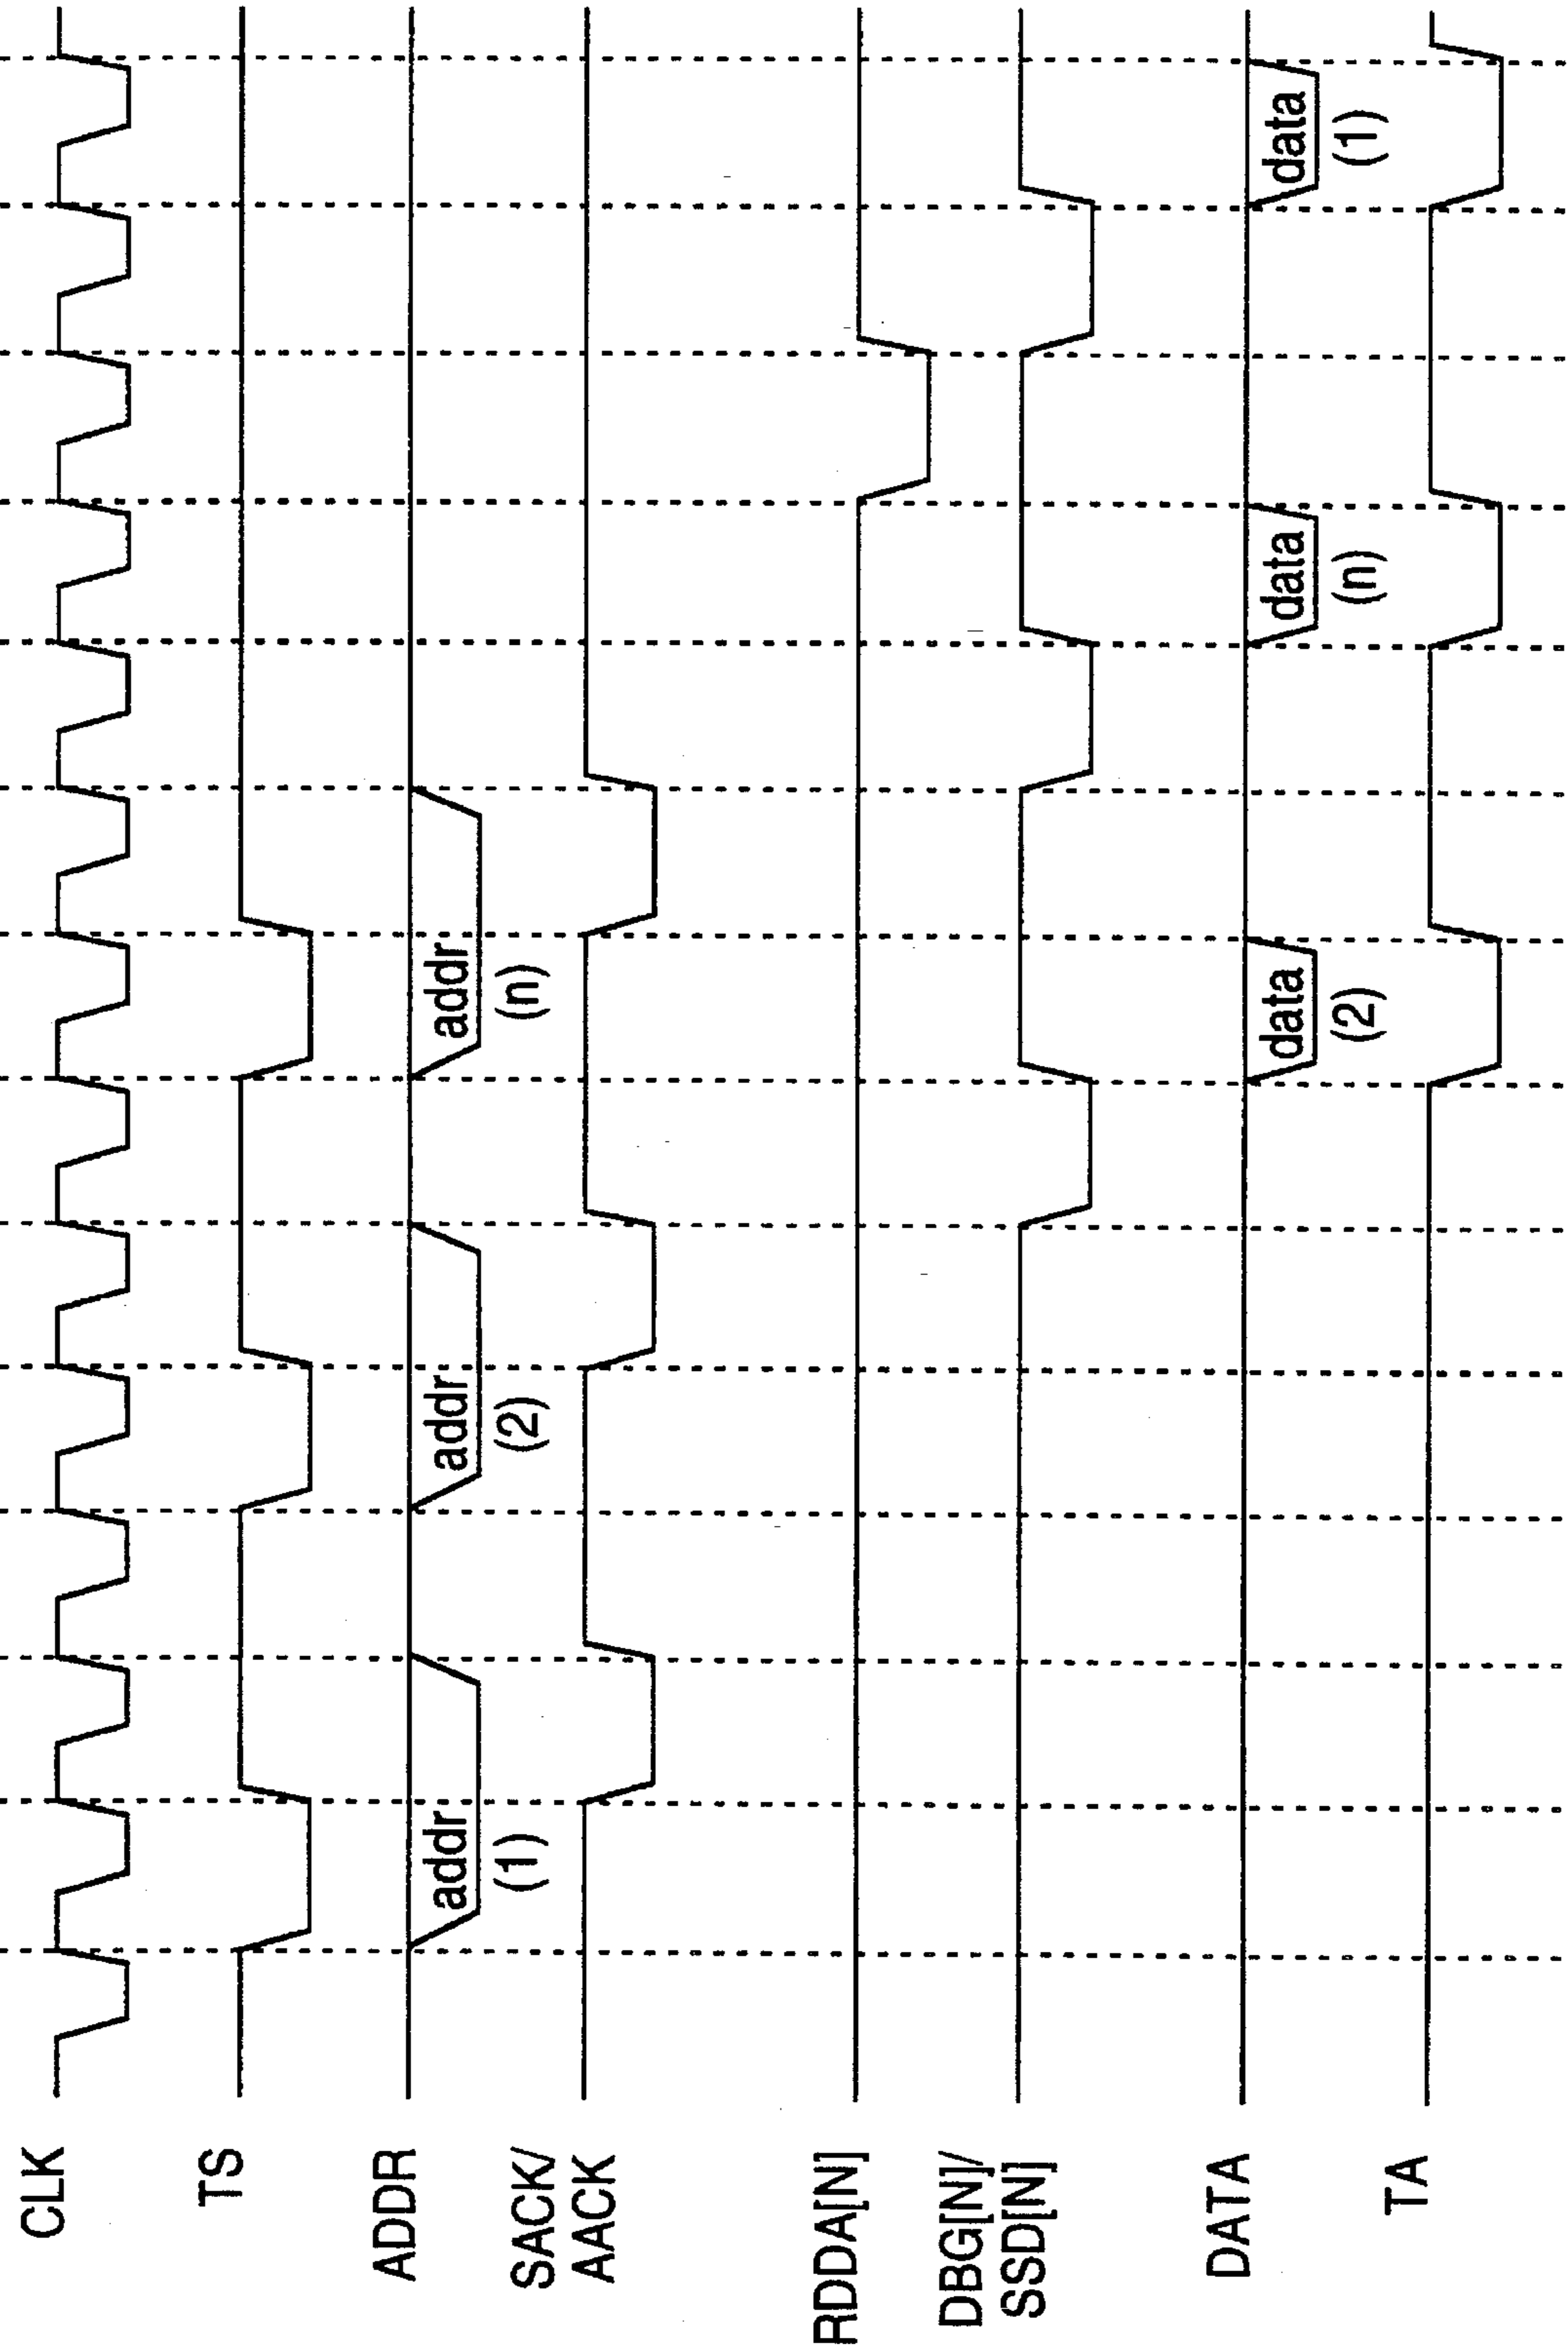 CLK
TS
ADDR
addr
(1)
addr
(2)
addr
(n)
SACK/
AACK
RDDA[N]
DBG[N]/
SSD[N]
DATA
data
(2)
data
(n)
data
(1)
TA